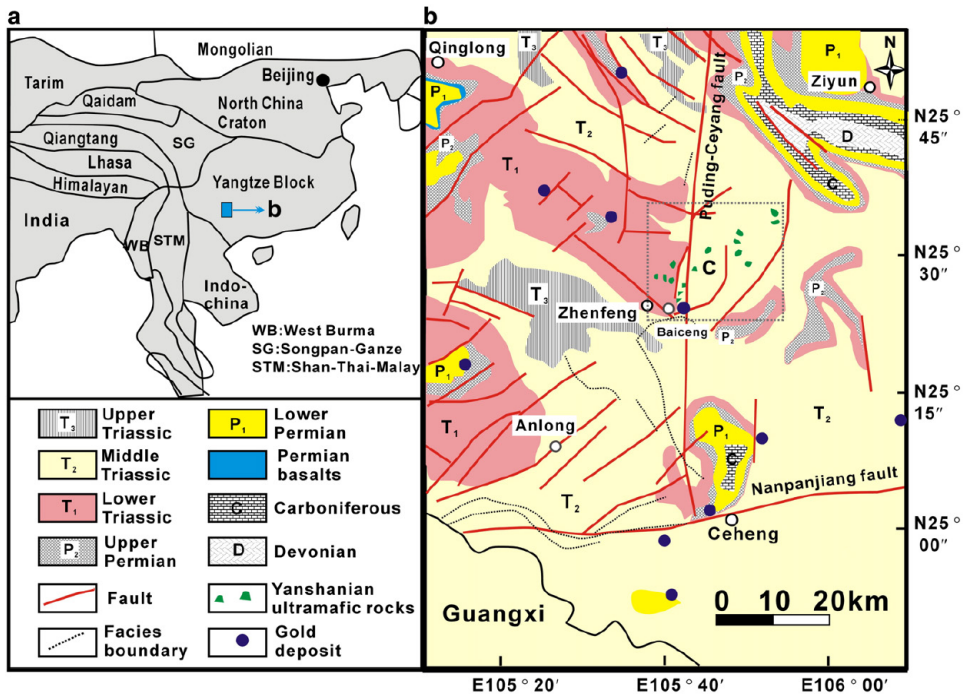 a
Mongolian
Beijing
Tarim
Qaidam
North China
Craton
Qiangtang
SG
Lhasa
Himalayan
Yangtze Block
b
India
WB
STM
Indo-
china
WB:West Burma
SG:Songpan-Ganze
STM:Shan-Thai-Malay
T3
Upper
Triassic
P1
Lower
Permian
T2
Middle
Triassic
Permian
basalts
T1
Lower
Triassic
C
Carboniferous
P2
Upper
Permian
D
Devonian
Fault
Yanshanian
ultramafic rocks
Facies
boundary
Gold
deposit
b
Qinglong
T3
T3
P1
N
P2
Ziyun
P1
Puding-Ceyang fault
N25°
45″
T2
D
P2
T1
C
N25°
30″
C
P2
T3
Zhenfeng
Baiceng
P2
P1
N25°
15″
T2
T1
Anlong
P1
C
Nanpanjiang fault
T2
N25°
00″
Ceheng
Guangxi
0 10 20km
E105°20′
E105°40′
E106°00′